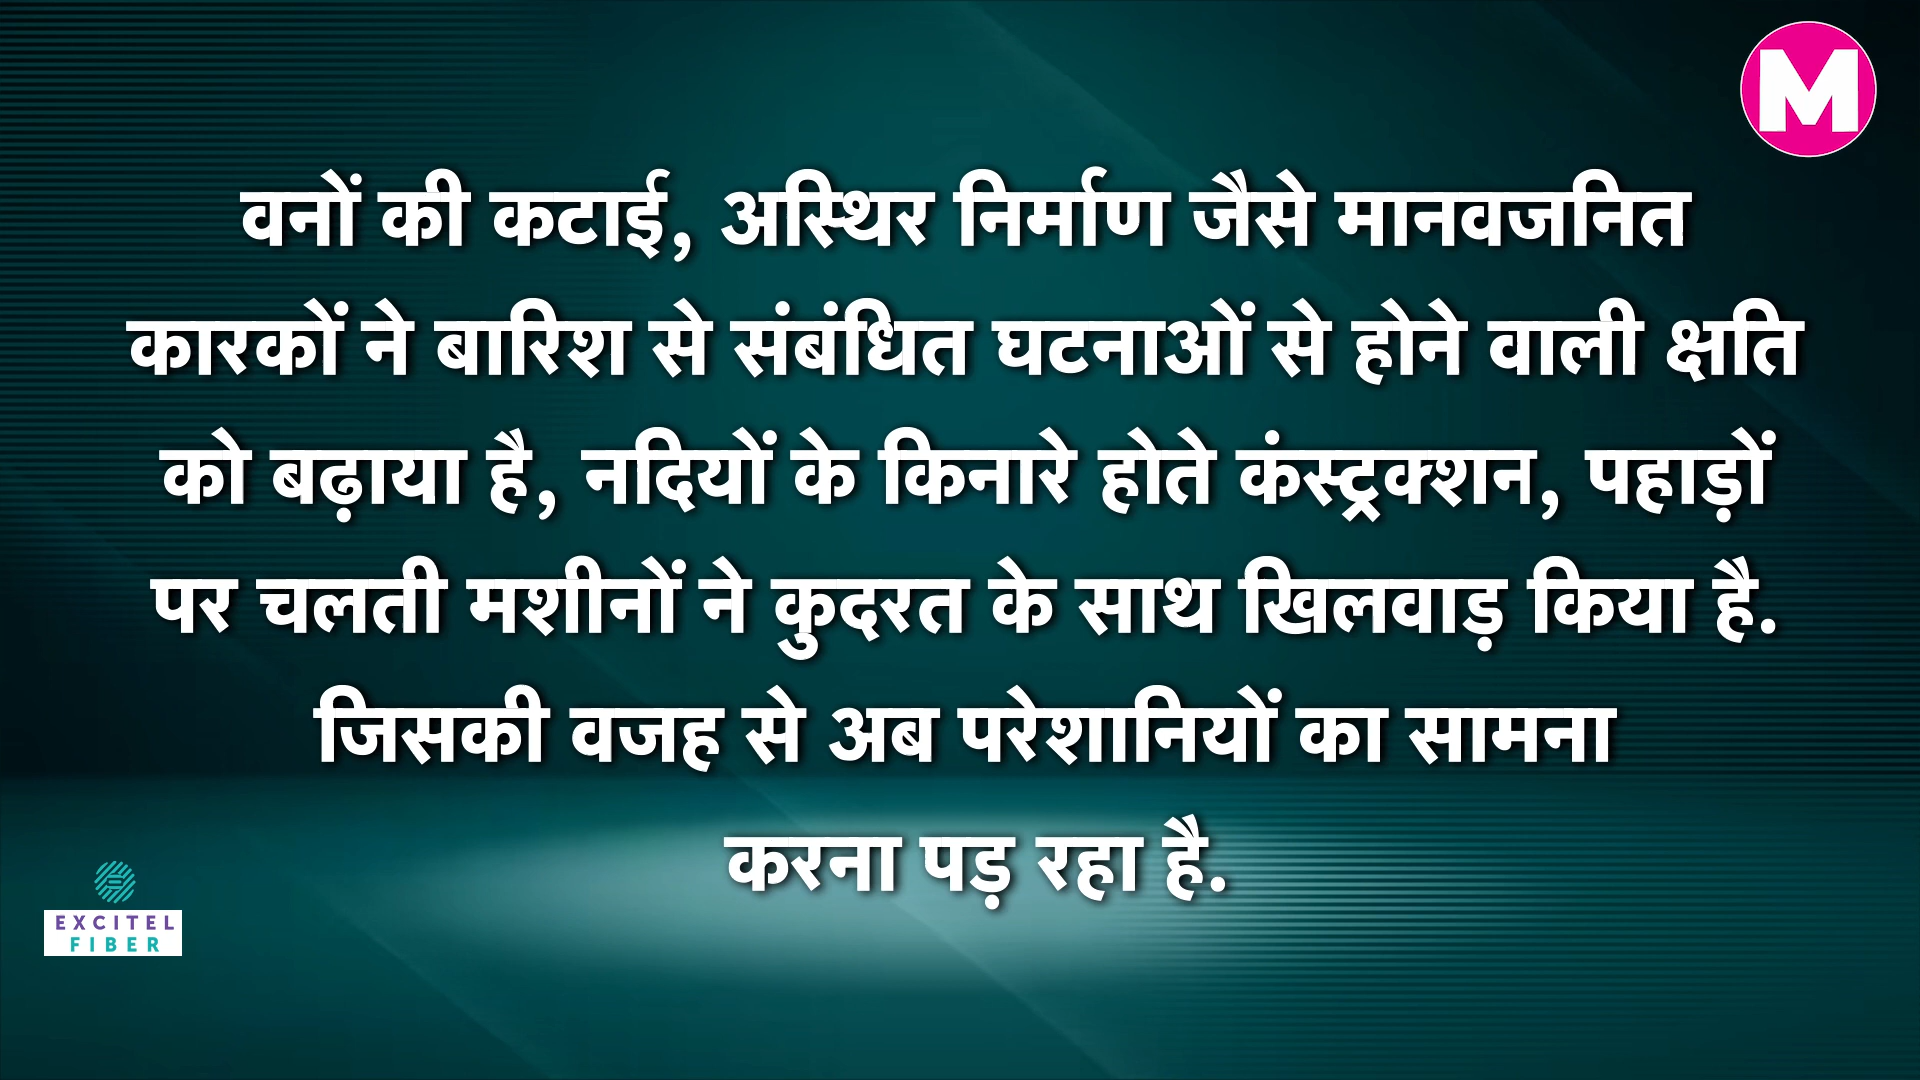 M
वनों की कटाई, अस्थिर निर्माण जैसे मानवजनित
कारकों ने बारिश से संबंधित घटनाओं से होने वाली क्षति
को बढ़ाया है, नदियों के किनारे होते कंस्ट्रक्शन, पहाड़ों
पर चलती मशीनों ने कुदरत के साथ खिलवाड़ किया है.
जिसकी वजह से अब परेशानियों का सामना
करना पड़ रहा है.
EXCITEL
FIBER